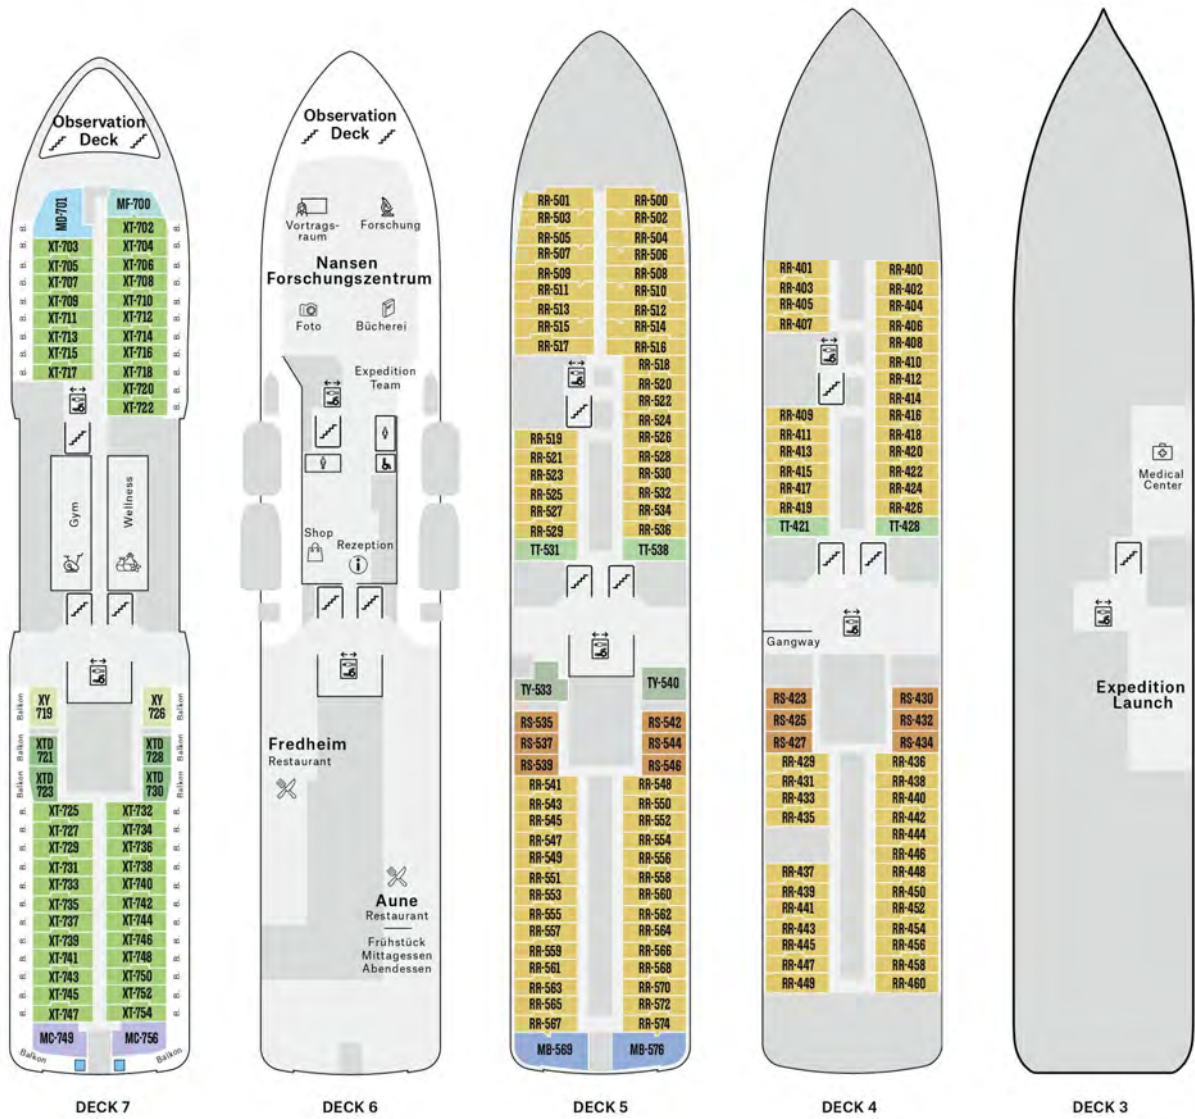 Observation
Deck
MD-701
MF-700
B. XT-702 B.
B. XT-703 XT-704 B.
B. XT-705 XT-706 B.
B. XT-707 XT-708 B.
B. XT-709 XT-710 B.
B. XT-711 XT-712 B.
B. XT-713 XT-714 B.
B. XT-715 XT-716 B.
B. XT-717 XT-718 B.
XT-720 B.
XT-722 B.
Gym
Wellness
Balkon XY 719
XY 726 Balkon
Balkon XTD 721
XTD 728 Balkon
Balkon XTD 723
XTD 730 Balkon
B. XT-725 XT-732 B.
B. XT-727 XT-734 B.
B. XT-729 XT-736 B.
B. XT-731 XT-738 B.
B. XT-733 XT-740 B.
B. XT-735 XT-742 B.
B. XT-737 XT-744 B.
B. XT-739 XT-746 B.
B. XT-741 XT-748 B.
B. XT-743 XT-750 B.
B. XT-745 XT-752 B.
B. XT-747 XT-754 B.
MC-749 MC-756
Balkon Balkon
DECK 7
Observation
Deck
Vortrags-
raum
Forschung
Nansen
Forschungszentrum
Foto
Bücherei
Expedition
Team
Shop
Rezeption
Fredheim
Restaurant
Aune
Restaurant
Frühstück
Mittagessen
Abendessen
DECK 6
RR-501 RR-500
RR-503 RR-502
RR-505 RR-504
RR-507 RR-506
RR-509 RR-508
RR-511 RR-510
RR-513 RR-512
RR-515 RR-514
RR-517 RR-516
RR-518
RR-520
RR-522
RR-524
RR-519 RR-526
RR-521 RR-528
RR-523 RR-530
RR-525 RR-532
RR-527 RR-534
RR-529 RR-536
TT-531 TT-538
TY-533 TY-540
RS-535 RS-542
RS-537 RS-544
RS-539 RS-546
RR-541 RR-548
RR-543 RR-550
RR-545 RR-552
RR-547 RR-554
RR-549 RR-556
RR-551 RR-558
RR-553 RR-560
RR-555 RR-562
RR-557 RR-564
RR-559 RR-566
RR-561 RR-568
RR-563 RR-570
RR-565 RR-572
RR-567 RR-574
MB-569 MB-576
DECK 5
RR-401 RR-400
RR-403 RR-402
RR-405 RR-404
RR-407 RR-406
RR-408
RR-410
RR-412
RR-414
RR-409 RR-416
RR-411 RR-418
RR-413 RR-420
RR-415 RR-422
RR-417 RR-424
RR-419 RR-426
TT-421 TT-428
Gangway
RS-423 RS-430
RS-425 RS-432
RS-427 RS-434
RR-429 RR-436
RR-431 RR-438
RR-433 RR-440
RR-435 RR-442
RR-444
RR-446
RR-437 RR-448
RR-439 RR-450
RR-441 RR-452
RR-443 RR-454
RR-445 RR-456
RR-447 RR-458
RR-449 RR-460
DECK 4
Medical
Center
Expedition
Launch
DECK 3